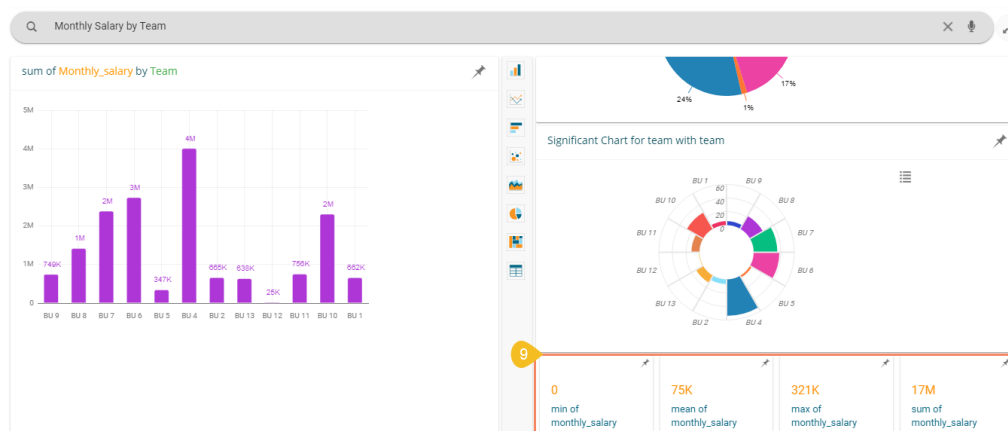 Monthly Salary by Team
sum of Monthly_salary by Team
5M
4M
3M
2M
1M
0
749K
1M
2M
3M
347K
4M
665K
638K
25K
756K
2M
662K
BU 9 BU 8 BU 7 BU 6 BU 5 BU 4 BU 2 BU 13 BU 12 BU 11 BU 10 BU 1
24%
1%
17%
Significant Chart for team with team
BU 1
BU 9
BU 10
BU 8
BU 11
BU 7
BU 12
BU 6
BU 13
BU 5
BU 2
BU 4
60
40
20
0
9
0
min of
monthly_salary
75K
mean of
monthly_salary
321K
max of
monthly_salary
17M
sum of
monthly_salary